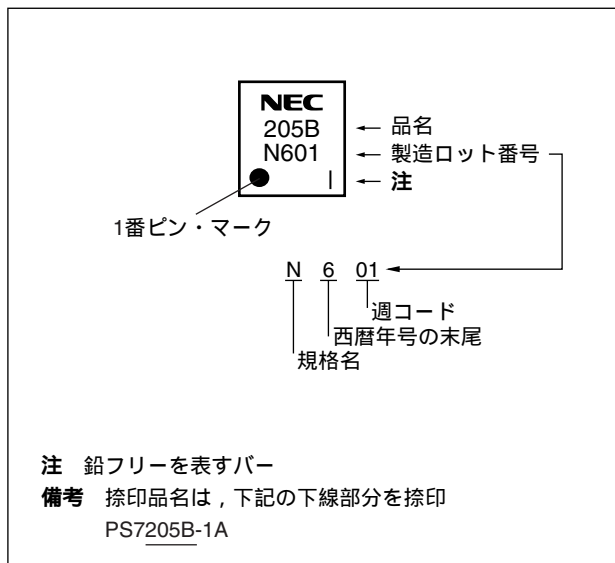 NEC
205B ← 品名
N601 ← 製造ロット番号
| ← 注
1番ピン・マーク
N 6 01
週コード
西暦年号の末尾
規格名
注 鉛フリーを表すバー
備考 捺印品名は，下記の下線部分を捺印
PS7205B-1A